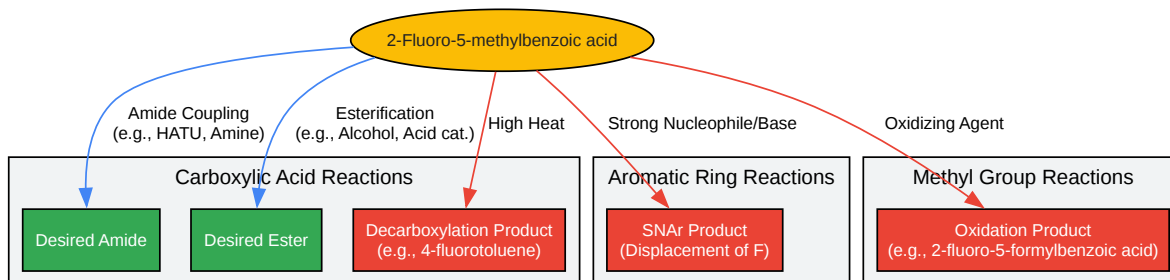 2-Fluoro-5-methylbenzoic acid
Amide Coupling
(e.g., HATU, Amine)
Esterification
(e.g., Alcohol, Acid cat.)
High Heat
Strong Nucleophile/Base
Oxidizing Agent
Carboxylic Acid Reactions
Aromatic Ring Reactions
Methyl Group Reactions
Desired Amide
Desired Ester
Decarboxylation Product
(e.g., 4-fluorotoluene)
SNAr Product
(Displacement of F)
Oxidation Product
(e.g., 2-fluoro-5-formylbenzoic acid)